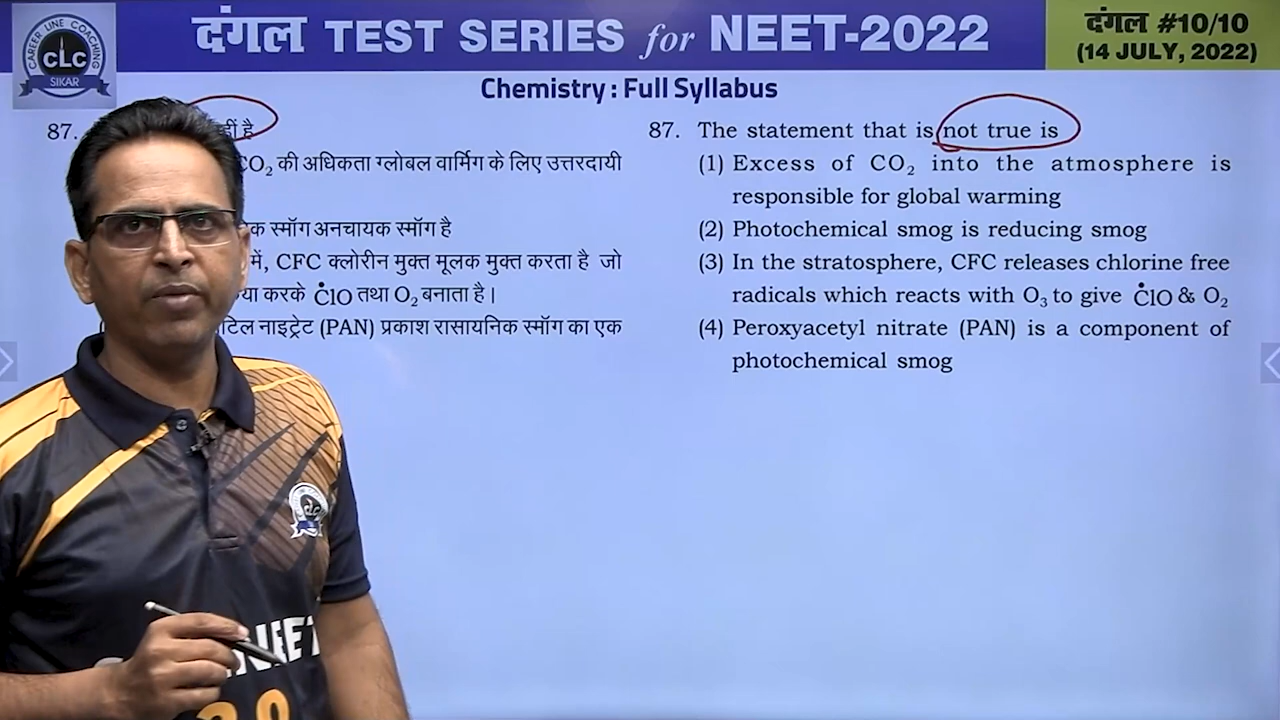 दंगल TEST SERIES for NEET-2022
दंगल #10/10
(14 JULY, 2022)
CAREER LINE COACHING
CLC
SIKAR
Chemistry : Full Syllabus
87.
है
CO₂ की अधिकता ग्लोबल वार्मिग के लिए उत्तरदायी
स्मॉग अनचायक स्मॉग है
में, CFC क्लोरीन मुक्त मूलक मुक्त करता है जो
करके ĊlO तथा O₂ बनाता है।
नाइट्रेट (PAN) प्रकाश रासायनिक स्मॉग का एक
87. The statement that is not true is
(1) Excess of CO₂ into the atmosphere is
responsible for global warming
(2) Photochemical smog is reducing smog
(3) In the stratosphere, CFC releases chlorine free
radicals which reacts with O₃ to give ĊlO & O₂
(4) Peroxyacetyl nitrate (PAN) is a component of
photochemical smog
CLC
NEET